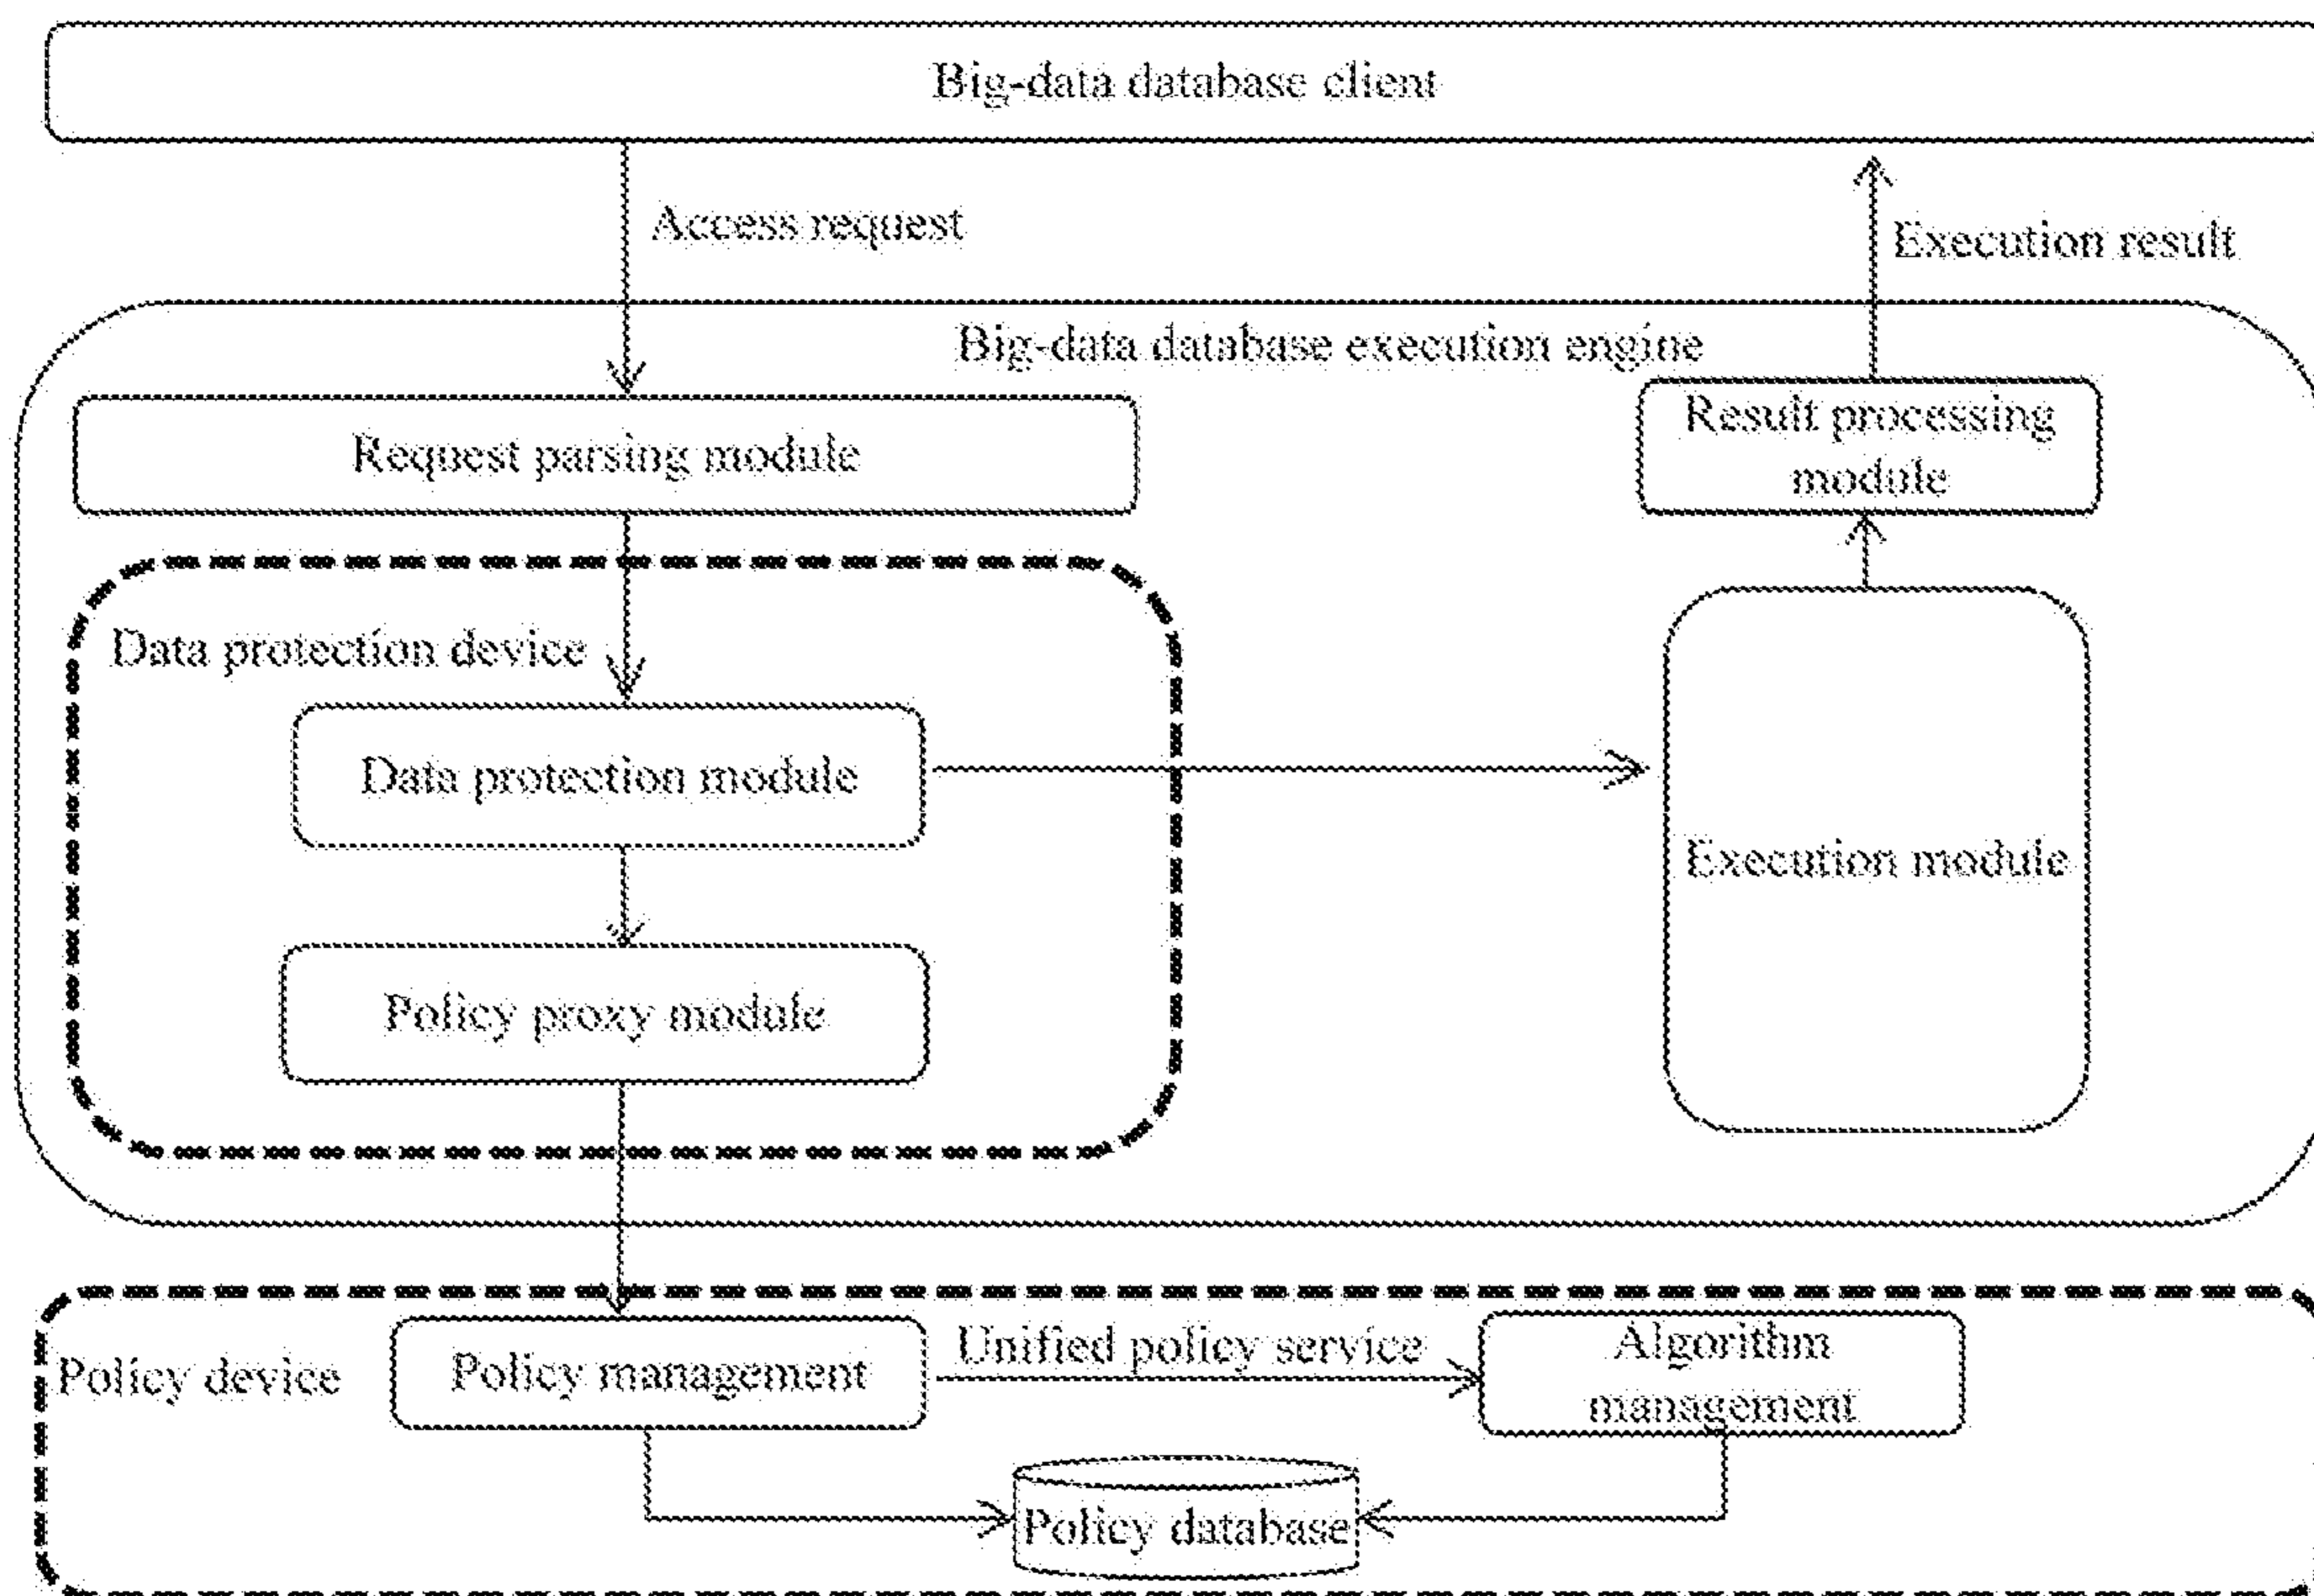 Big-data database client
Access request
Execution result
Big-data database execution engine
Request parsing module
Result processing
module
Data protection device
Data protection module
Execution module
Policy proxy module
Policy device
Policy management
Unified policy service
Algorithm
management
Policy database